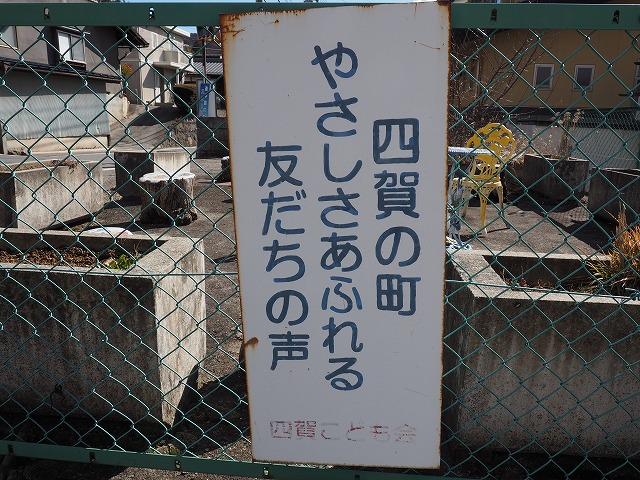 四賀の町
やさしさあふれる
友だちの声
四賀こども会